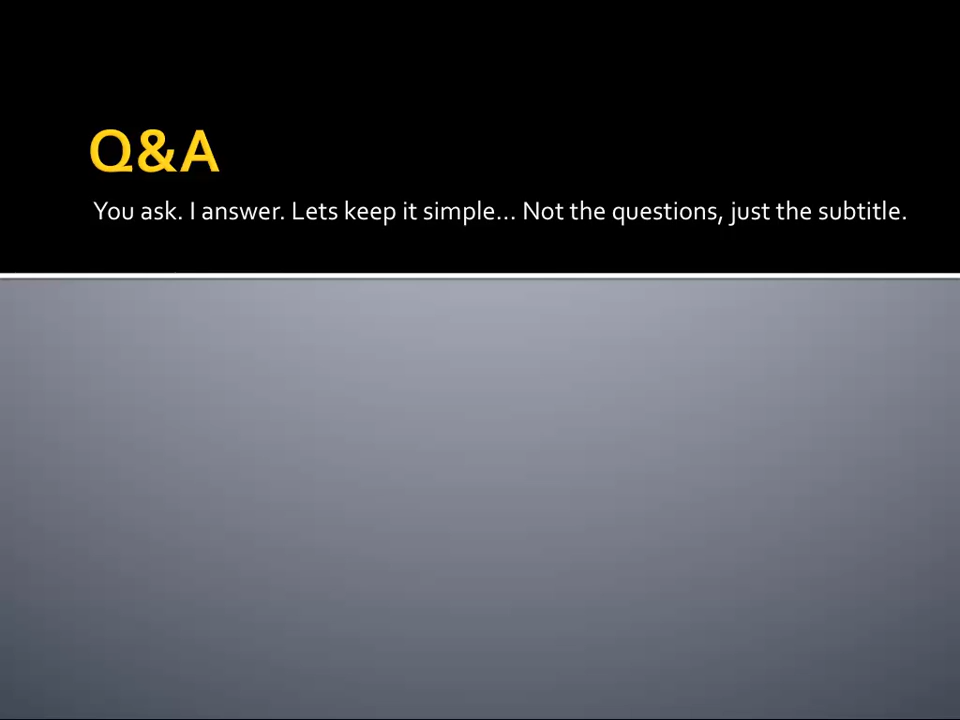 Q&A
You ask. I answer. Lets keep it simple... Not the questions, just the subtitle.